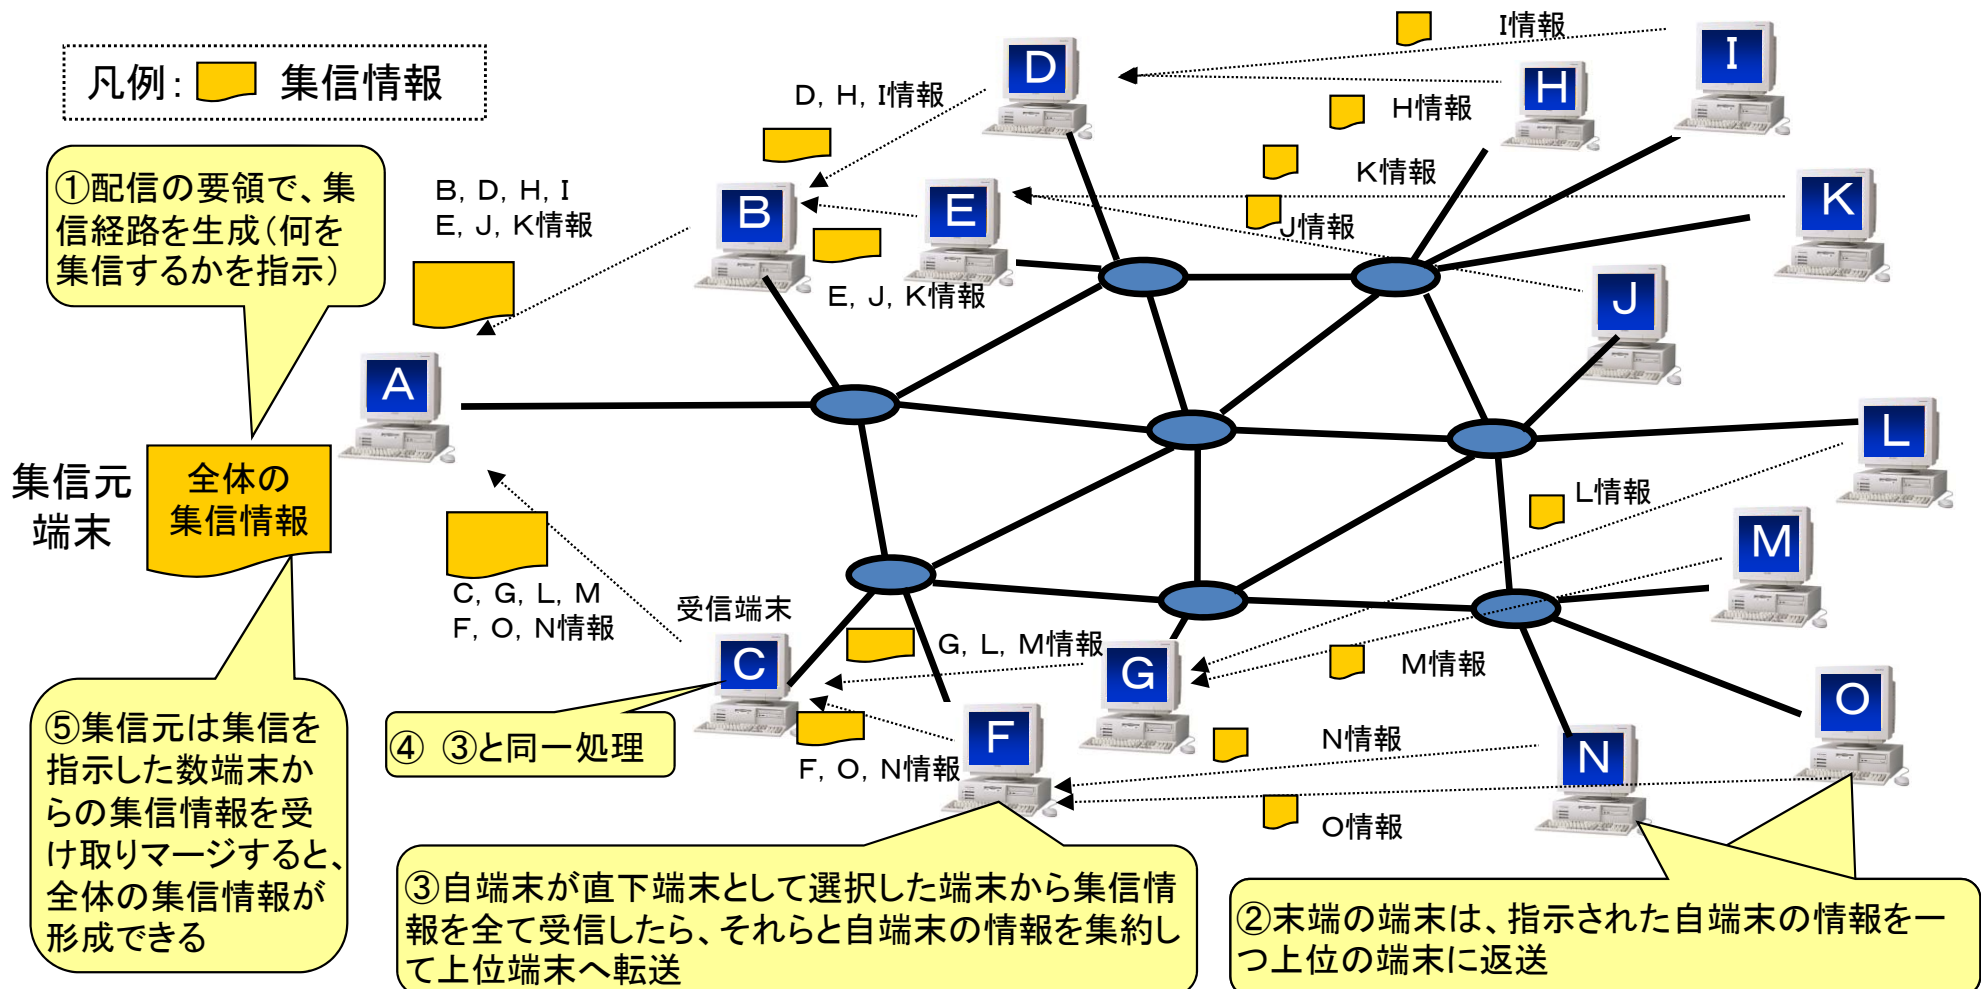 凡例: 集信情報
①配信の要領で、集
信経路を生成(何を
集信するかを指示)
B, D, H, I
E, J, K情報
D, H, I情報
E, J, K情報
I情報
H情報
K情報
J情報
A
B
C
D
E
F
G
H
I
J
K
L
M
N
O
集信元
端末
全体の
集信情報
C, G, L, M
F, O, N情報
受信端末
G, L, M情報
F, O, N情報
L情報
M情報
N情報
O情報
④ ③と同一処理
⑤集信元は集信を
指示した数端末か
らの集信情報を受
け取りマージすると、
全体の集信情報が
形成できる
③自端末が直下端末として選択した端末から集信情
報を全て受信したら、それらと自端末の情報を集約し
て上位端末へ転送
②末端の端末は、指示された自端末の情報を一
つ上位の端末に返送